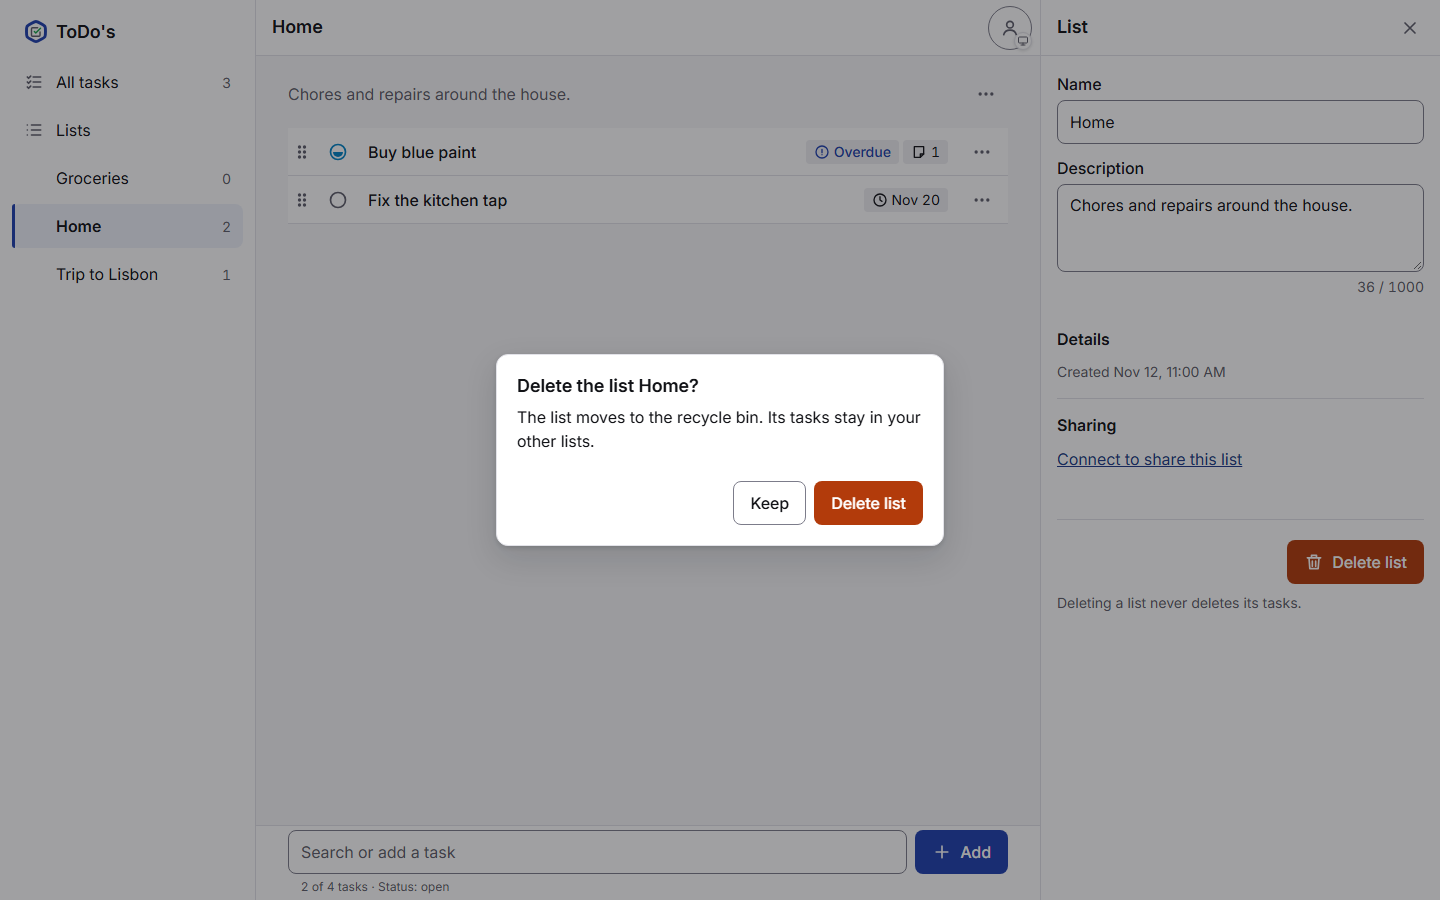 ToDo's
All tasks 3
Lists
Groceries 0
Home 2
Trip to Lisbon 1
Home
Chores and repairs around the house.
Buy blue paint Overdue 1
Fix the kitchen tap Nov 20
Delete the list Home?
The list moves to the recycle bin. Its tasks stay in your
other lists.
Keep Delete list
Search or add a task Add
2 of 4 tasks · Status: open
List
Name
Home
Description
Chores and repairs around the house.
36 / 1000
Details
Created Nov 12, 11:00 AM
Sharing
Connect to share this list
Delete list
Deleting a list never deletes its tasks.